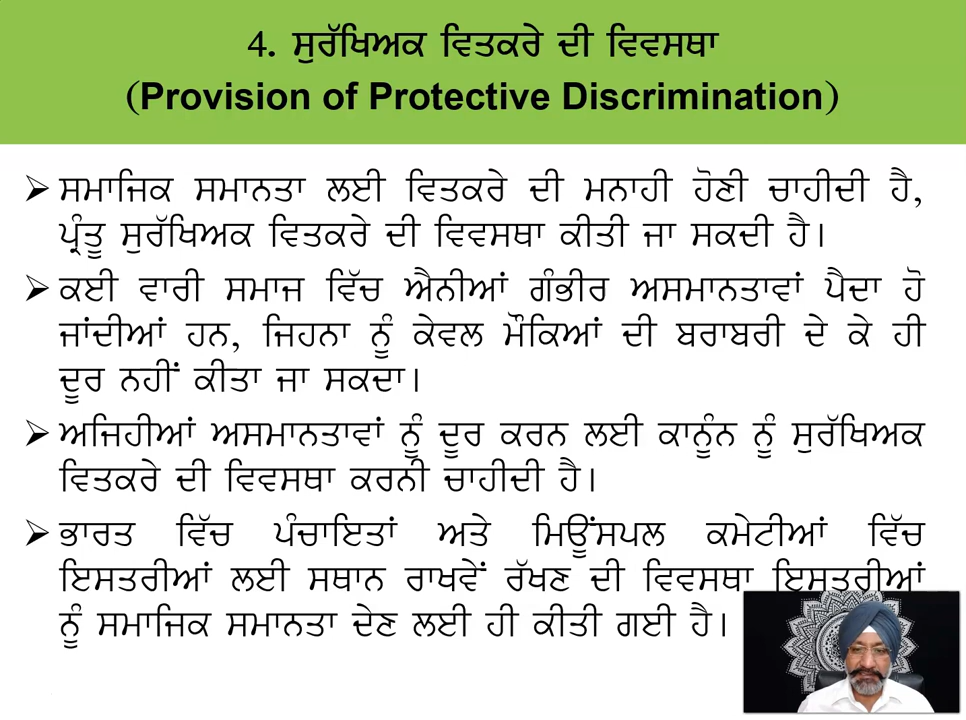 4. ਸੁਰੱਖਿਅਕ ਵਿਤਕਰੇ ਦੀ ਵਿਵਸਥਾ
(Provision of Protective Discrimination)
➢ ਸਮਾਜਿਕ ਸਮਾਨਤਾ ਲਈ ਵਿਤਕਰੇ ਦੀ ਮਨਾਹੀ ਹੋਣੀ ਚਾਹੀਦੀ ਹੈ,
ਪ੍ਰੰਤੂ ਸੁਰੱਖਿਅਕ ਵਿਤਕਰੇ ਦੀ ਵਿਵਸਥਾ ਕੀਤੀ ਜਾ ਸਕਦੀ ਹੈ।
➢ ਕਈ ਵਾਰੀ ਸਮਾਜ ਵਿੱਚ ਐਨੀਆਂ ਗੰਭੀਰ ਅਸਮਾਨਤਾਵਾਂ ਪੈਦਾ ਹੋ
ਜਾਂਦੀਆਂ ਹਨ, ਜਿਹਨਾ ਨੂੰ ਕੇਵਲ ਮੌਕਿਆਂ ਦੀ ਬਰਾਬਰੀ ਦੇ ਕੇ ਹੀ
ਦੂਰ ਨਹੀਂ ਕੀਤਾ ਜਾ ਸਕਦਾ।
➢ ਅਜਿਹੀਆਂ ਅਸਮਾਨਤਾਵਾਂ ਨੂੰ ਦੂਰ ਕਰਨ ਲਈ ਕਾਨੂੰਨ ਨੂੰ ਸੁਰੱਖਿਅਕ
ਵਿਤਕਰੇ ਦੀ ਵਿਵਸਥਾ ਕਰਨੀ ਚਾਹੀਦੀ ਹੈ।
➢ ਭਾਰਤ ਵਿੱਚ ਪੰਚਾਇਤਾਂ ਅਤੇ ਮਿਊਂਸਪਲ ਕਮੇਟੀਆਂ ਵਿੱਚ
ਇਸਤਰੀਆਂ ਲਈ ਸਥਾਨ ਰਾਖਵੇਂ ਰੱਖਣ ਦੀ ਵਿਵਸਥਾ ਇਸਤਰੀਆਂ
ਨੂੰ ਸਮਾਜਿਕ ਸਮਾਨਤਾ ਦੇਣ ਲਈ ਹੀ ਕੀਤੀ ਗਈ ਹੈ।